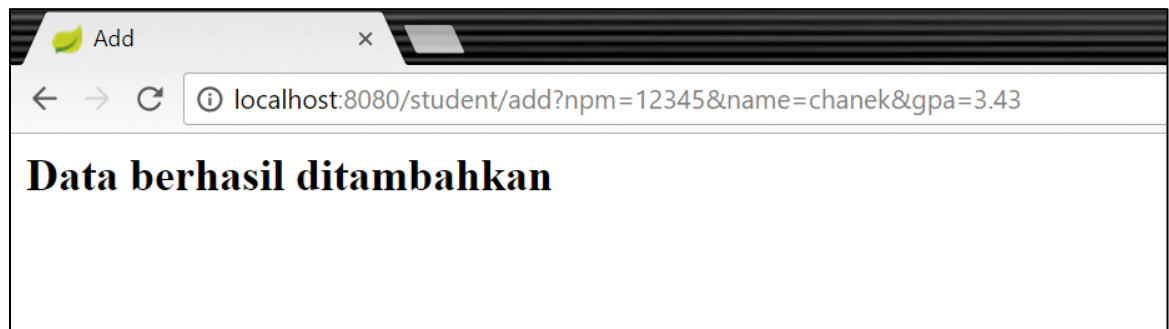 Add
localhost:8080/student/add?npm=12345&name=chanek&gpa=3.43
Data berhasil ditambahkan